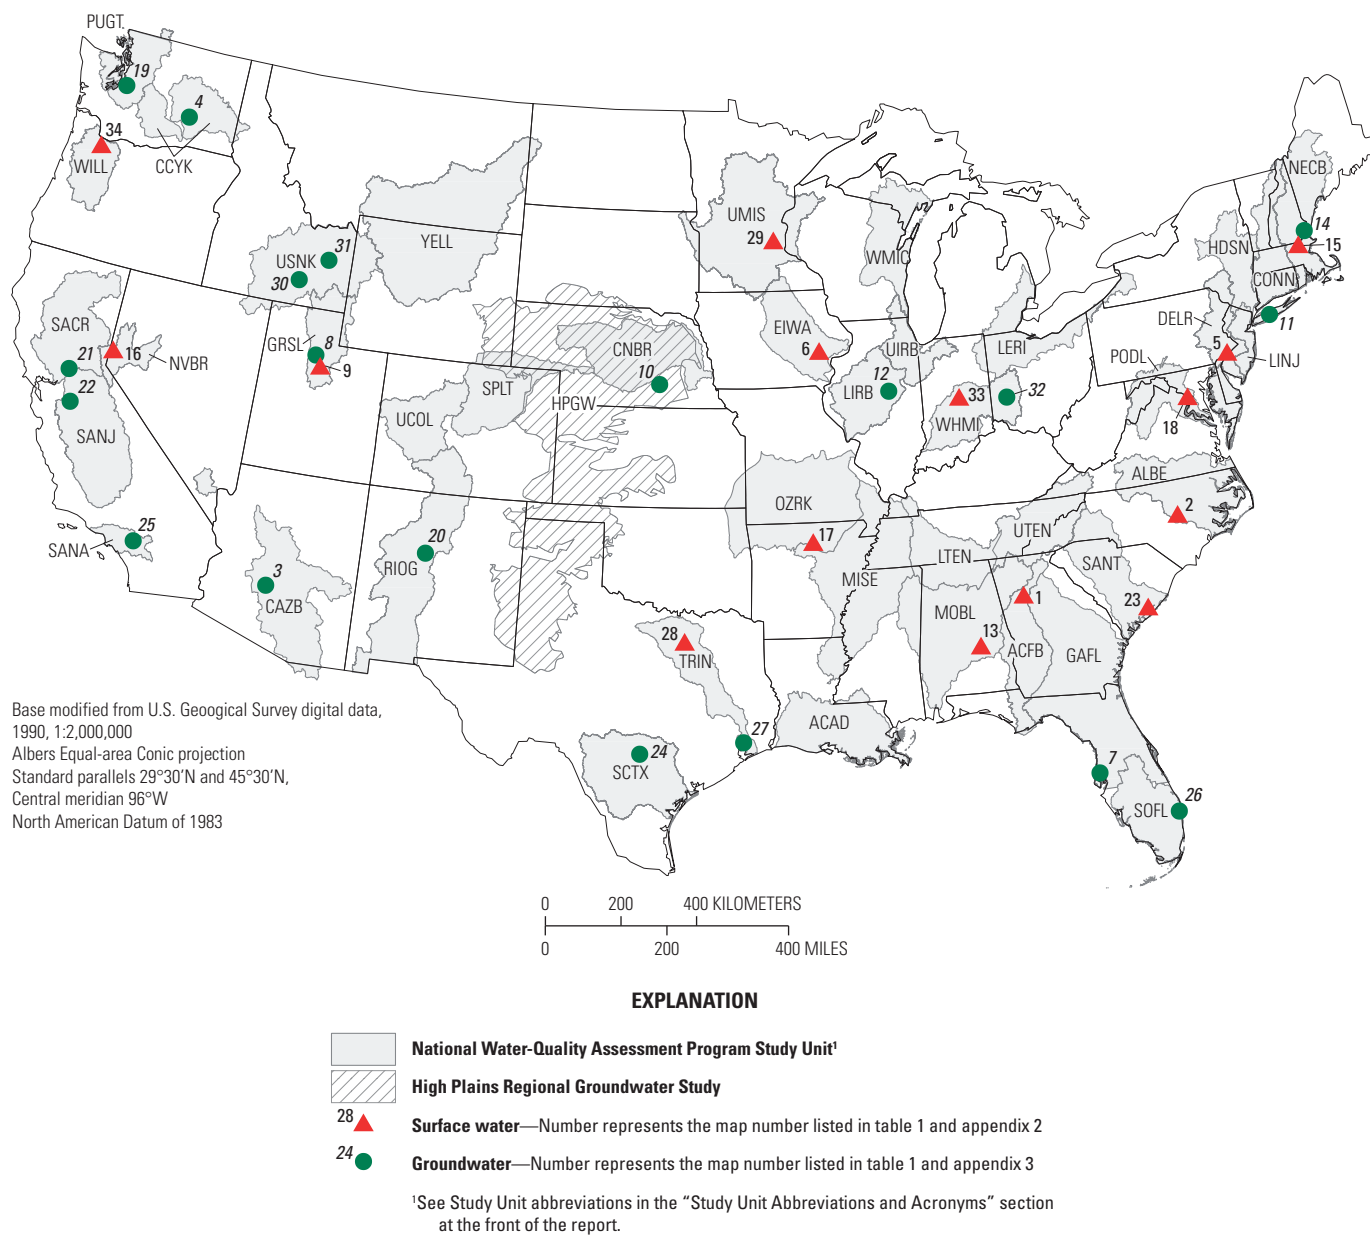 PUGT
19
4
34
WILL
CCYK
NECB
UMIS
29
14
15
HDSN
YELL
31
USNK
30
WMIC
CONN
11
SACR
21
16
NVBR
GRSL
8
9
EIWA
6
CNBR
10
UIRB
LERI
DELR
5
LINJ
PODL
22
SPLT
HPGW
12
LIRB
33
WHMI
32
18
SANJ
UCOL
ALBE
OZRK
2
25
SANA
17
UTEN
20
RIOG
LTEN
SANT
3
CAZB
MISE
MOBL
1
23
28
TRIN
13
ACFB
GAFL
ACAD
27
24
SCTX
7
26
SOFL
Base modified from U.S. Geoogical Survey digital data,
1990, 1:2,000,000
Albers Equal-area Conic projection
Standard parallels 29°30’N and 45°30’N,
Central meridian 96°W
North American Datum of 1983
0 200 400 KILOMETERS
0 200 400 MILES
EXPLANATION
National Water-Quality Assessment Program Study Unit¹
High Plains Regional Groundwater Study
28 Surface water—Number represents the map number listed in table 1 and appendix 2
24 Groundwater—Number represents the map number listed in table 1 and appendix 3
¹See Study Unit abbreviations in the “Study Unit Abbreviations and Acronyms” section
at the front of the report.